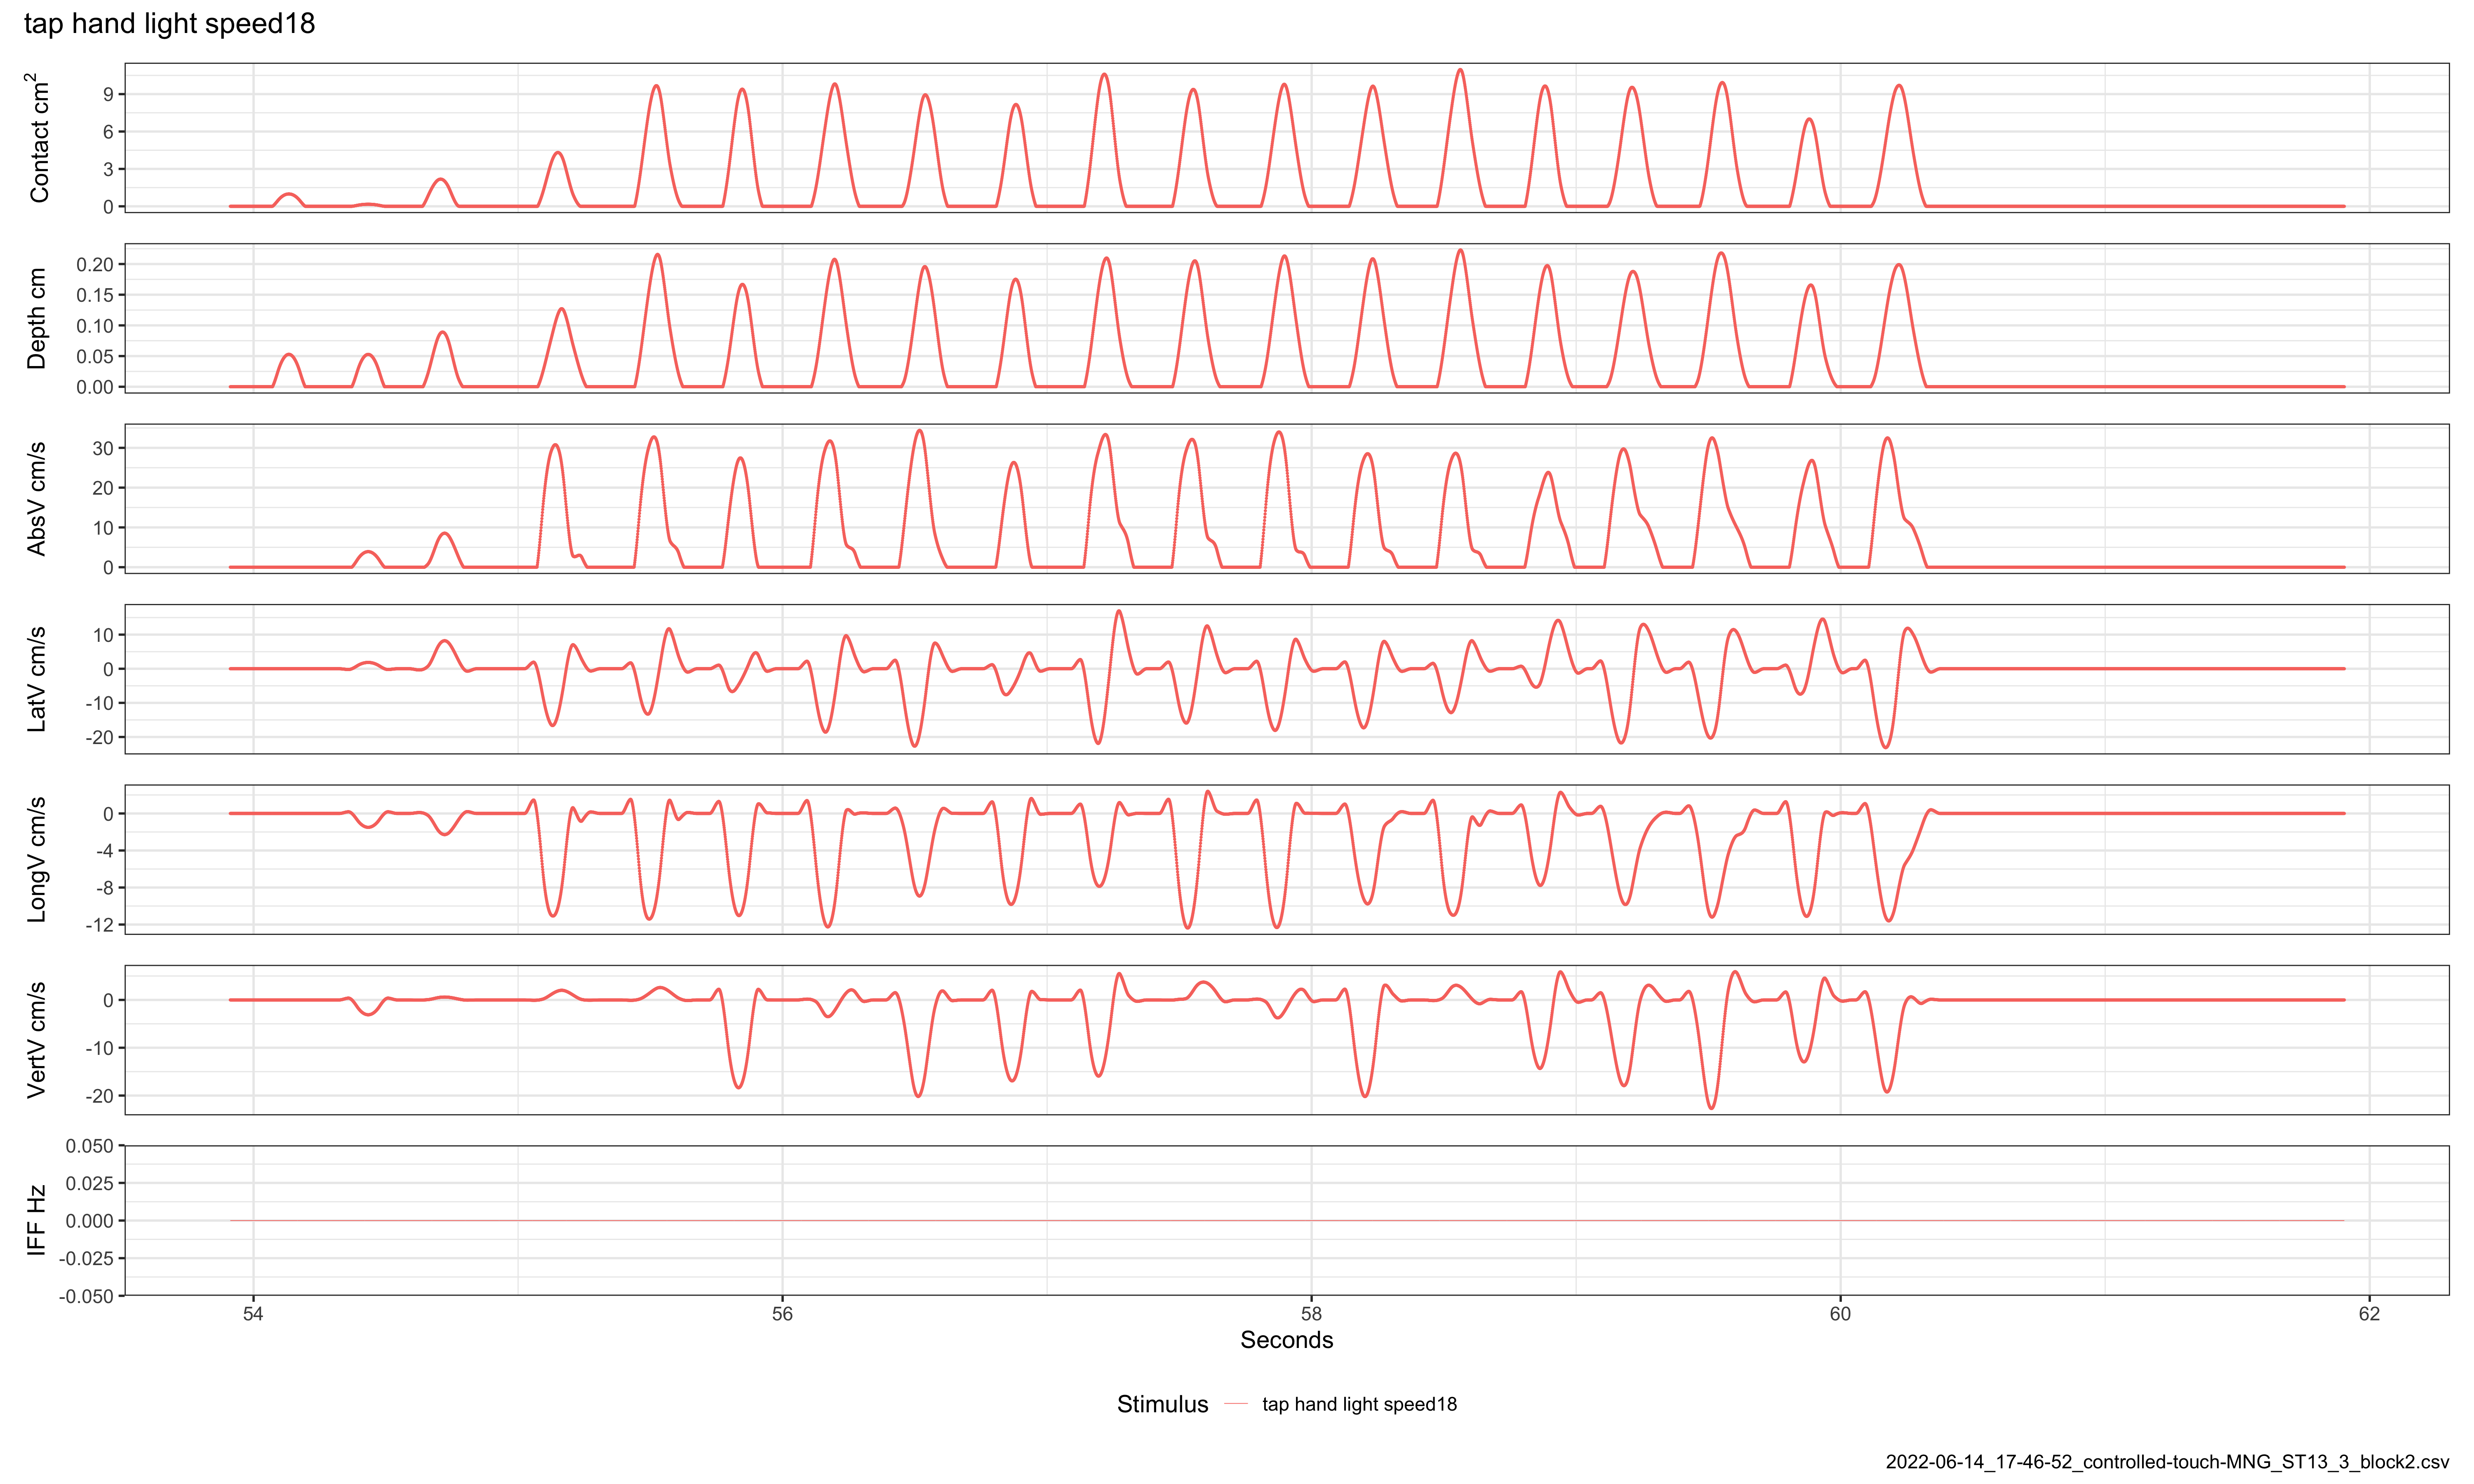 tap hand light speed18
Contact cm²
9
6
3
0
Depth cm
0.20
0.15
0.10
0.05
0.00
AbsV cm/s
30
20
10
0
LatV cm/s
10
0
-10
-20
LongV cm/s
0
-4
-8
-12
VertV cm/s
0
-10
-20
IFF Hz
0.050
0.025
0.000
-0.025
-0.050
54 56 58 60 62
Seconds
Stimulus tap hand light speed18
2022-06-14_17-46-52_controlled-touch-MNG_ST13_3_block2.csv